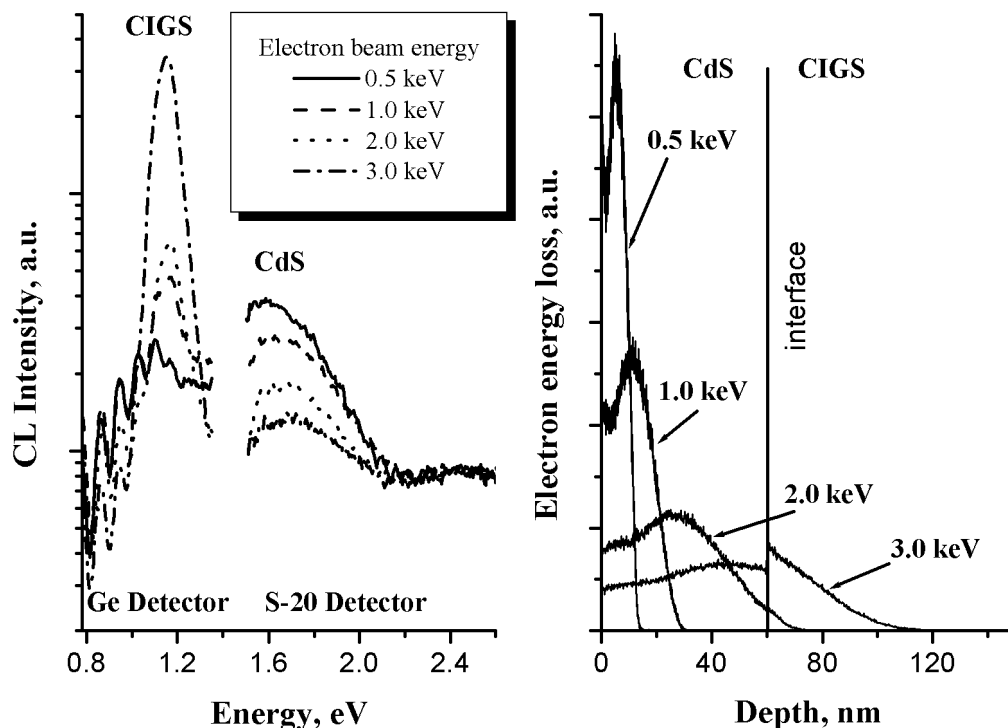 CIGS
Electron beam energy
0.5 keV
1.0 keV
2.0 keV
3.0 keV
CdS
Ge Detector
S-20 Detector
CL Intensity, a.u.
0.8
1.2
1.6
2.0
2.4
Energy, eV
CdS
CIGS
0.5 keV
interface
1.0 keV
2.0 keV
3.0 keV
Electron energy loss, a.u.
0
40
80
120
Depth, nm